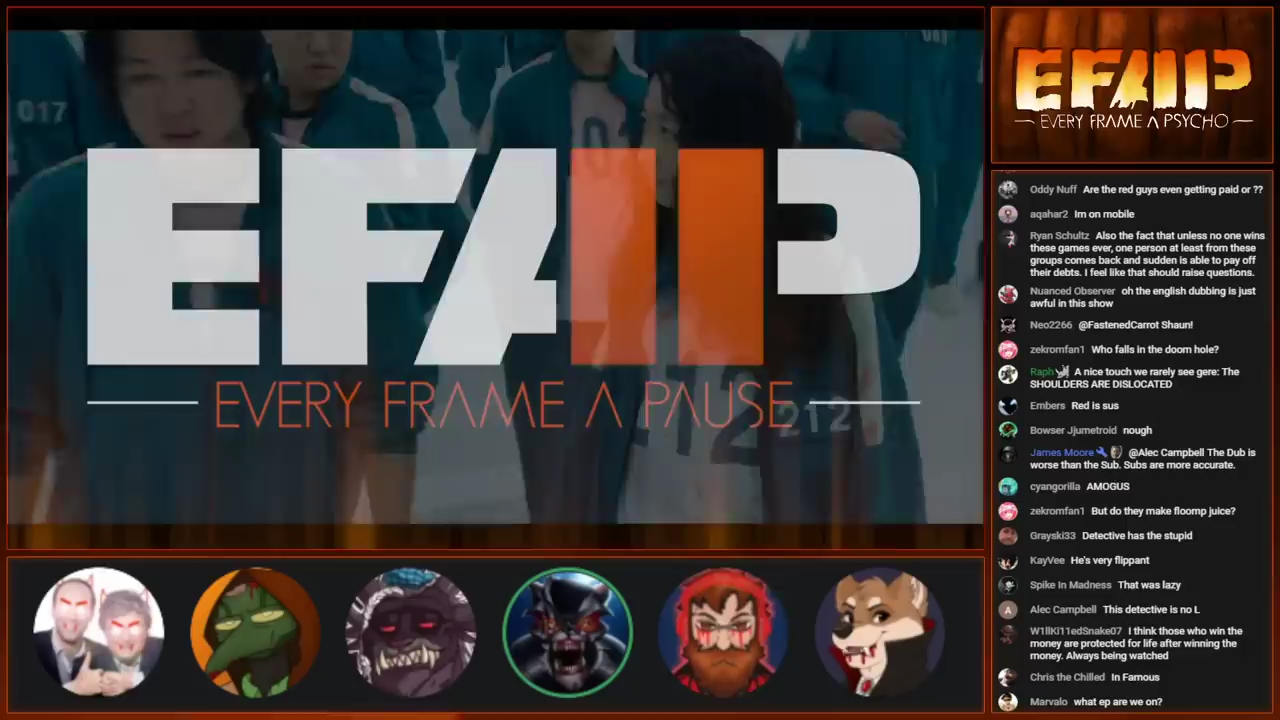 017
01
061
EFAP
EVERY FRAME A PAUSE
212
212
EFAP
EVERY FRAME A PSYCHO
Oddy Nuff Are the red guys even getting paid or ??
aqahar2 Im on mobile
Ryan Schultz Also the fact that unless no one wins
these games ever, one person at least from these
groups comes back and sudden is able to pay off
their debts. I feel like that should raise questions.
Nuanced Observer oh the english dubbing is just
awful in this show
Neo2266 @FastenedCarrot Shaun!
zekromfan1 Who falls in the doom hole?
Raph A nice touch we rarely see gere: The
SHOULDERS ARE DISLOCATED
Embers Red is sus
Bowser Jjumetroid nough
James Moore @Alec Campbell The Dub is
worse than the Sub. Subs are more accurate.
cyangorilla AMOGUS
zekromfan1 But do they make floomp juice?
Grayski33 Detective has the stupid
KayVee He's very flippant
Spike In Madness That was lazy
A Alec Campbell This detective is no L
W1llKi11edSnake07 I think those who win the
money are protected for life after winning the
money. Always being watched
Chris the Chilled In Famous
Marvalo what ep are we on?